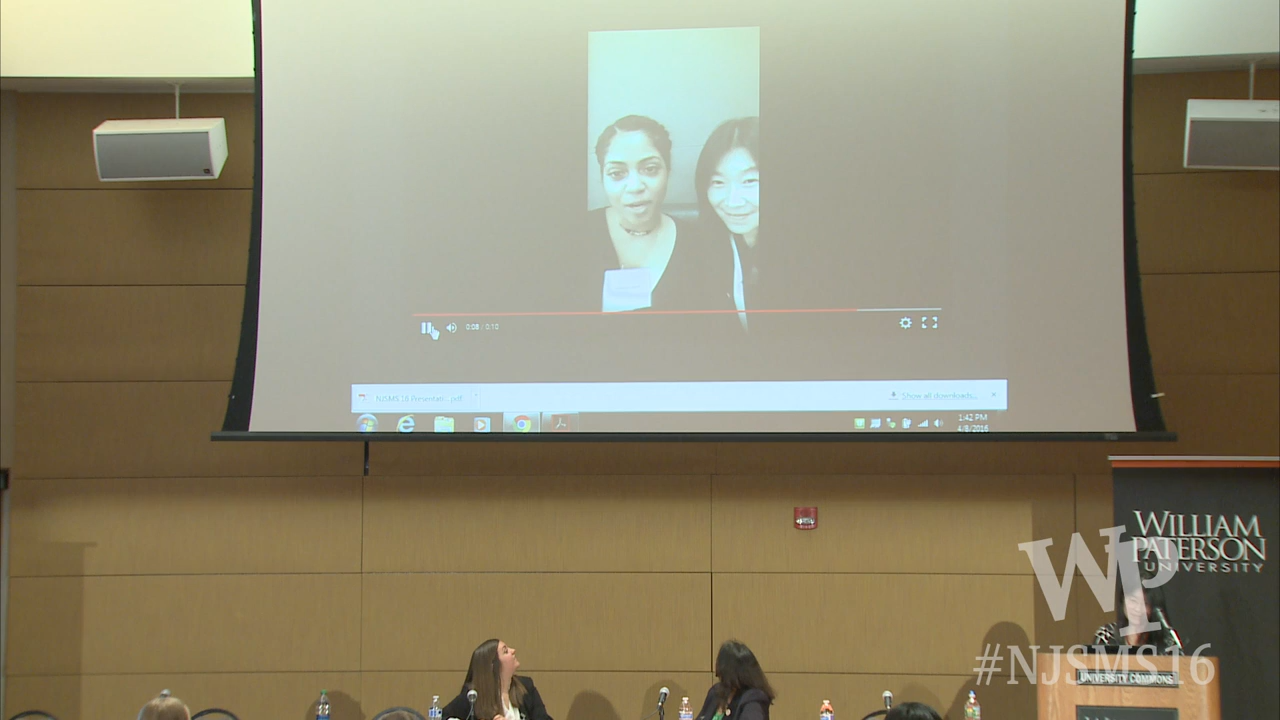 0:08 / 0:10
NJSMS 16 Presentati....pdf
Show all downloads...
1:42 PM
4/8/2016
WILLIAM
PATERSON
UNIVERSITY
WP
#NJSMS16
UNIVERSITY COMMONS